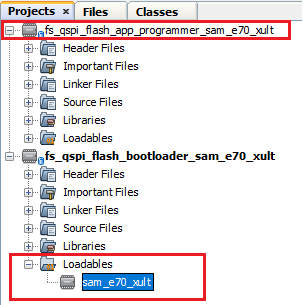 Projects × Files Classes
fs_qspi_flash_app_programmer_sam_e70_xult
Header Files
Important Files
Linker Files
Source Files
Libraries
Loadables
fs_qspi_flash_bootloader_sam_e70_xult
Header Files
Important Files
Linker Files
Source Files
Libraries
Loadables
sam_e70_xult